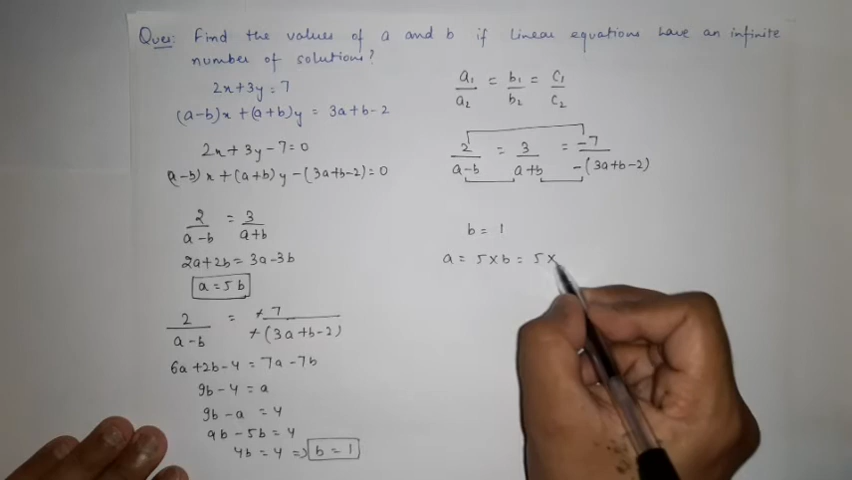 Ques: Find the values of a and b if linear equations have an infinite
number of solutions?
2x+3y=7
(a-b)x+(a+b)y = 3a+b-2
2x+3y-7=0
(a-b)x+(a+b)y-(3a+b-2)=0
2/(a-b) = 3/(a+b)
2a+2b = 3a-3b
a=5b
2/(a-b) = -7/-(3a+b-2)
6a+2b-4=7a-7b
9b-4=a
9b-a=4
9b-5b=4
4b=4 => b=1
a₁/a₂ = b₁/b₂ = c₁/c₂
2/(a-b) = 3/(a+b) = -7/-(3a+b-2)
b= 1
a= 5×b= 5×